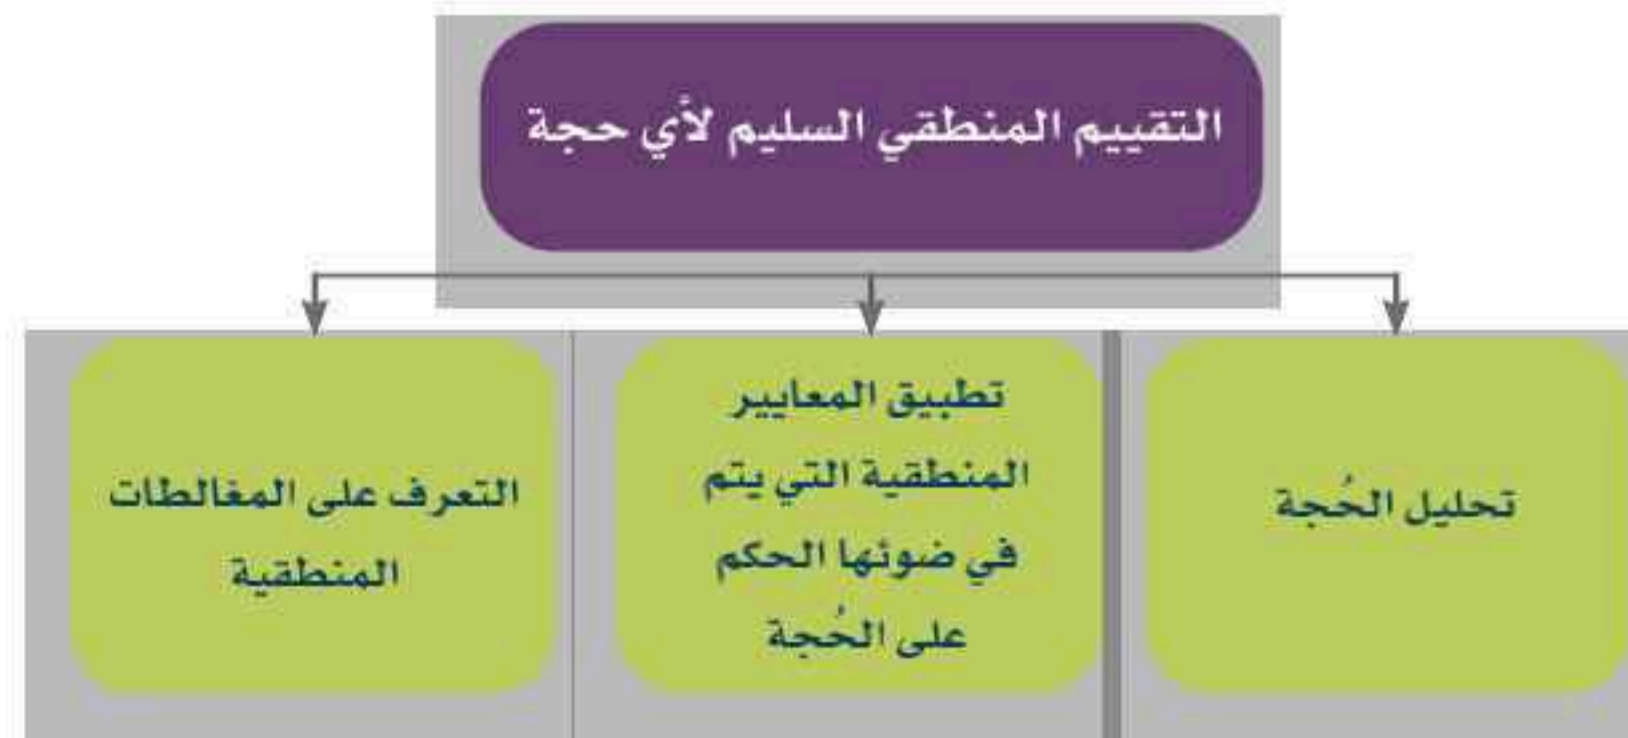 التقييم المنطقي السليم لأي حجة
تحليل الحُجة
تطبيق المعايير
المنطقية التي يتم
في ضوئها الحكم
على الحُجة
التعرف على المغالطات
المنطقية